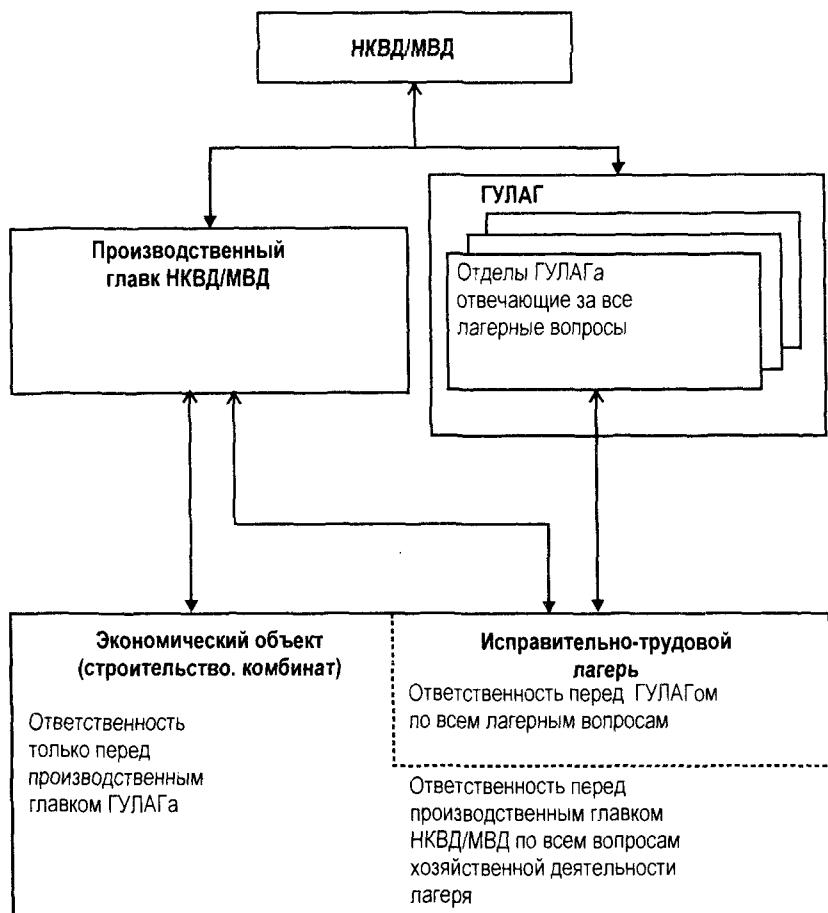 НКВД/МВД
ГУЛАГ
Производственный
главк НКВД/МВД
Отделы ГУЛАГа
отвечающие за все
лагерные вопросы
Экономический объект
(строительство. комбинат)
Ответственность
только перед
производственным
главком ГУЛАГа
Исправительно-трудовой
лагерь
Ответственность перед ГУЛАГом
по всем лагерным вопросам
Ответственность перед
производственным главком
НКВД/МВД по всем вопросам
хозяйственной деятельности
лагеря